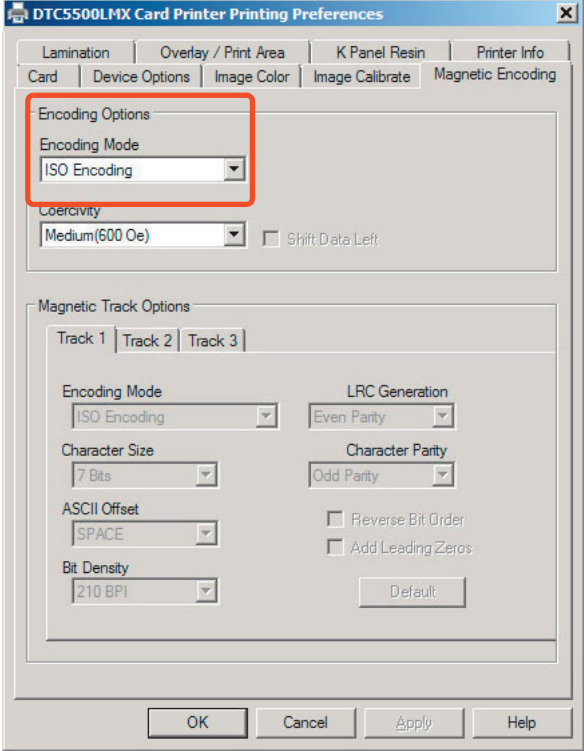 DTC5500LMX Card Printer Printing Preferences
Lamination Overlay / Print Area K Panel Resin Printer Info
Card Device Options Image Color Image Calibrate Magnetic Encoding
Encoding Options
Encoding Mode
ISO Encoding
Coercivity
Medium(600 Oe) Shift Data Left
Magnetic Track Options
Track 1 Track 2 Track 3
Encoding Mode LRC Generation
ISO Encoding Even Parity
Character Size Character Parity
7 Bits Odd Parity
ASCII Offset Reverse Bit Order
SPACE Add Leading Zeros
Bit Density
210 BPI Default
OK Cancel Apply Help